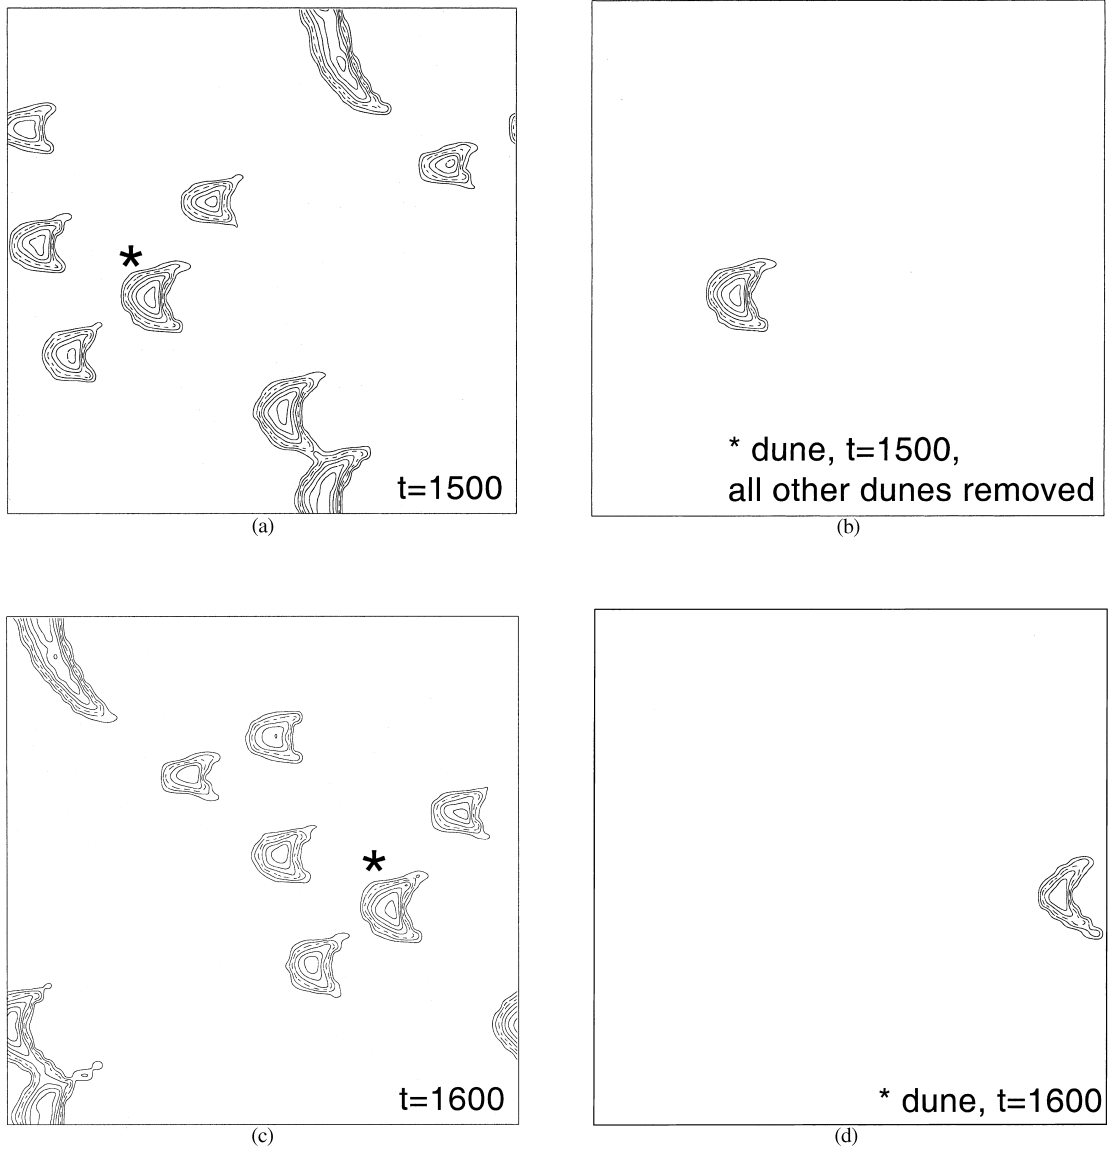 *
t=1500
(a)
* dune, t=1500,
all other dunes removed
(b)
*
t=1600
(c)
* dune, t=1600
(d)